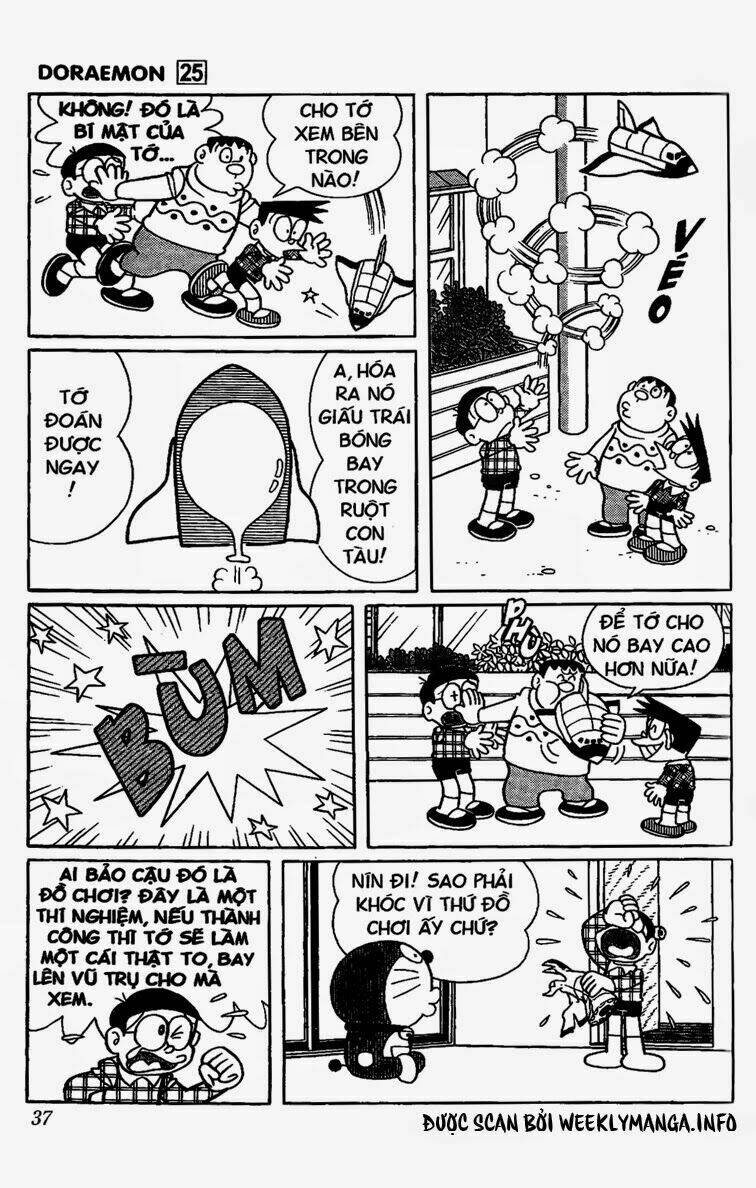 DORAEMON 25
KHÔNG! ĐÓ LÀ
BÍ MẬT CỦA
TỚ...
CHO TỚ
XEM BÊN
TRONG
NÀO!
VÈO
TỚ
ĐOÁN
ĐƯỢC
NGAY
!
A, HÓA
RA NÓ
GIẤU TRÁI
BÓNG
BAY
TRONG
RUỘT
CON
TÀU!
BÙM
PHÙ
ĐỂ TỚ CHO
NÓ BAY CAO
HƠN NỮA!
AI BẢO CẬU ĐÓ LÀ
ĐỒ CHƠI? ĐÂY LÀ MỘT
THÍ NGHIỆM, NẾU THÀNH
CÔNG THÌ TỚ SẼ LÀM
MỘT CÁI THẬT TO, BAY
LÊN VŨ TRỤ CHO MÀ
XEM.
NÍN ĐI! SAO PHẢI
KHÓC VÌ THỨ ĐỒ
CHƠI ẤY CHỨ?
37
ĐƯỢC SCAN BỞI WEEKLYMANGA.INFO